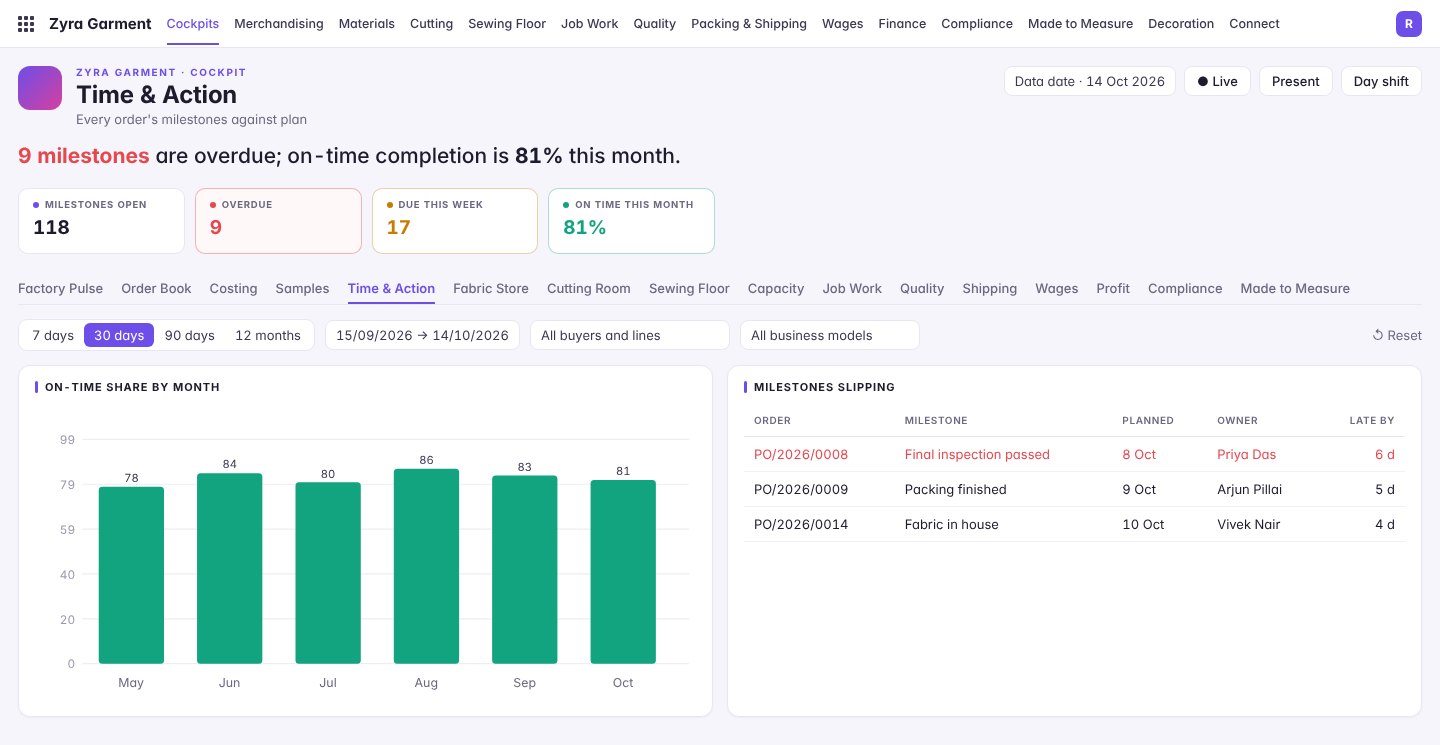 Zyra Garment Cockpits Merchandising Materials Cutting Sewing Floor Job Work Quality Packing & Shipping Wages Finance Compliance Made to Measure Decoration Connect R
ZYRA GARMENT · COCKPIT
Time & Action
Every order's milestones against plan
Data date · 14 Oct 2026 ● Live Present Day shift
9 milestones are overdue; on-time completion is 81% this month.
MILESTONES OPEN
118
OVERDUE
9
DUE THIS WEEK
17
ON TIME THIS MONTH
81%
Factory Pulse Order Book Costing Samples Time & Action Fabric Store Cutting Room Sewing Floor Capacity Job Work Quality Shipping Wages Profit Compliance Made to Measure
7 days 30 days 90 days 12 months 15/09/2026 → 14/10/2026 All buyers and lines All business models ↺ Reset
ON-TIME SHARE BY MONTH
99
79
59
40
20
0
78 84 80 86 83 81
May Jun Jul Aug Sep Oct
MILESTONES SLIPPING
ORDER MILESTONE PLANNED OWNER LATE BY
PO/2026/0008 Final inspection passed 8 Oct Priya Das 6 d
PO/2026/0009 Packing finished 9 Oct Arjun Pillai 5 d
PO/2026/0014 Fabric in house 10 Oct Vivek Nair 4 d